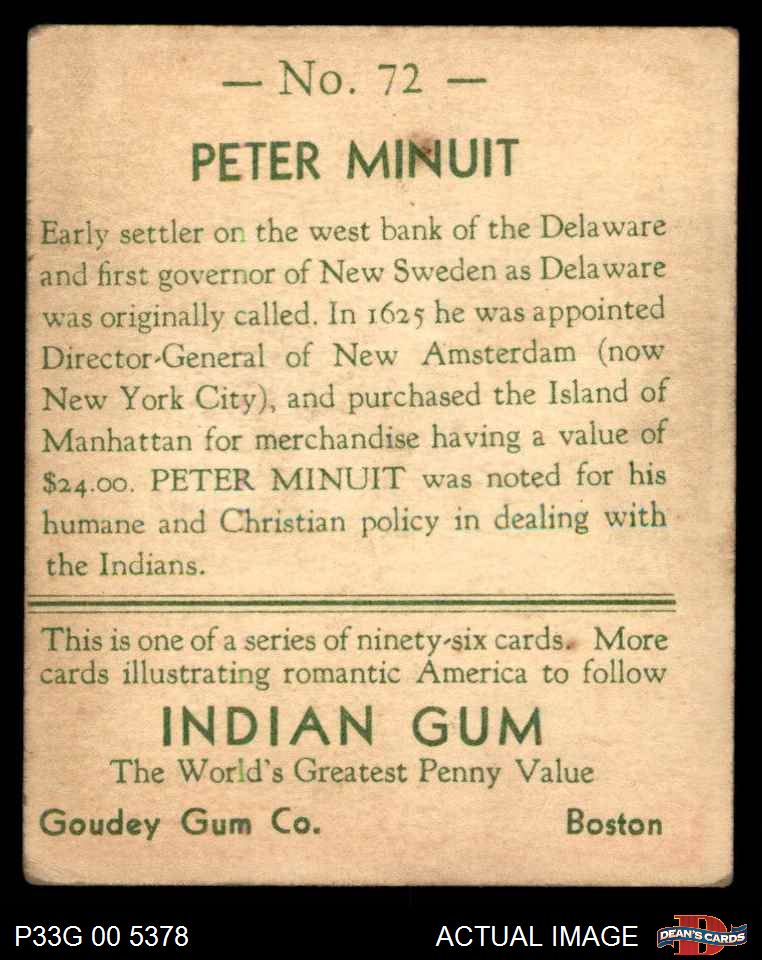 — No. 72 —
PETER MINUIT
Early settler on the west bank of the Delaware
and first governor of New Sweden as Delaware
was originally called. In 1625 he was appointed
Director-General of New Amsterdam (now
New York City), and purchased the Island of
Manhattan for merchandise having a value of
$24.00. PETER MINUIT was noted for his
humane and Christian policy in dealing with
the Indians.
This is one of a series of ninety-six cards. More
cards illustrating romantic America to follow
INDIAN GUM
The World's Greatest Penny Value
Goudey Gum Co. Boston
P33G 00 5378 ACTUAL IMAGE D DEAN'S CARDS